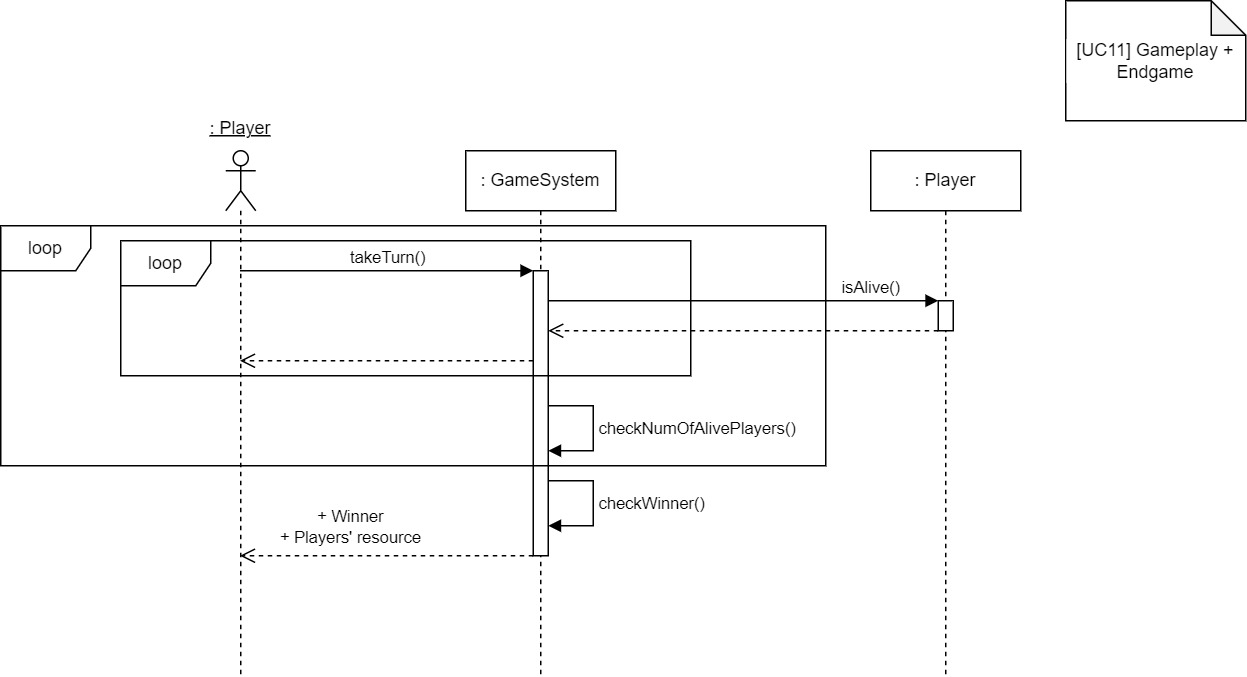 [UC11] Gameplay +
Endgame
: Player
: GameSystem
: Player
loop
loop
takeTurn()
isAlive()
checkNumOfAlivePlayers()
checkWinner()
+ Winner
+ Players' resource